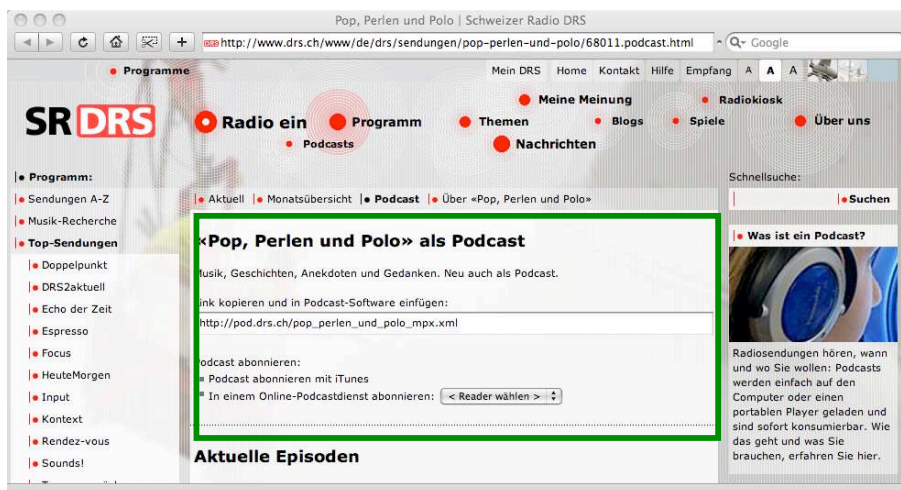 Pop, Perlen und Polo | Schweizer Radio DRS
http://www.drs.ch/www/de/drs/sendungen/pop-perlen-und-polo/68011.podcast.html
Google
Programme
Mein DRS Home Kontakt Hilfe Empfang A A A
SR DRS
Meine Meinung Radiokiosk
Radio ein Programm Themen Blogs Spiele Über uns
Podcasts Nachrichten
Programm:
Sendungen A-Z
Musik-Recherche
Top-Sendungen
Doppelpunkt
DRS2aktuell
Echo der Zeit
Espresso
Focus
HeuteMorgen
Input
Kontext
Rendez-vous
Sounds!
Aktuell Monatsübersicht Podcast Über «Pop, Perlen und Polo»
«Pop, Perlen und Polo» als Podcast
Musik, Geschichten, Anekdoten und Gedanken. Neu auch als Podcast.
Link kopieren und in Podcast-Software einfügen:
http://pod.drs.ch/pop_perlen_und_polo_mpx.xml
Podcast abonnieren:
Podcast abonnieren mit iTunes
In einem Online-Podcastdienst abonnieren: < Reader wählen >
Aktuelle Episoden
Schnellsuche:
Suchen
Was ist ein Podcast?
Radiosendungen hören, wann
und wo Sie wollen: Podcasts
werden einfach auf den
Computer oder einen
portablen Player geladen und
sind sofort konsumierbar. Wie
das geht und was Sie
brauchen, erfahren Sie hier.